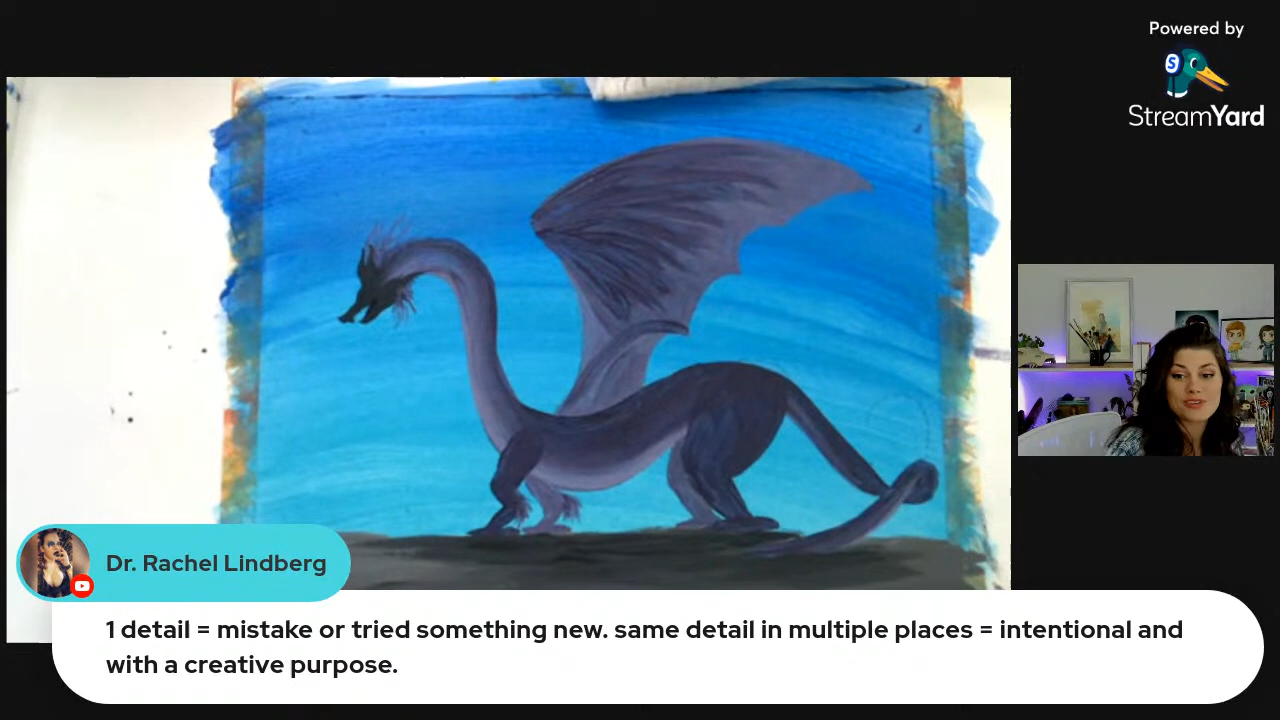 Powered by
S
StreamYard
Dr. Rachel Lindberg
1 detail = mistake or tried something new. same detail in multiple places = intentional and
with a creative purpose.